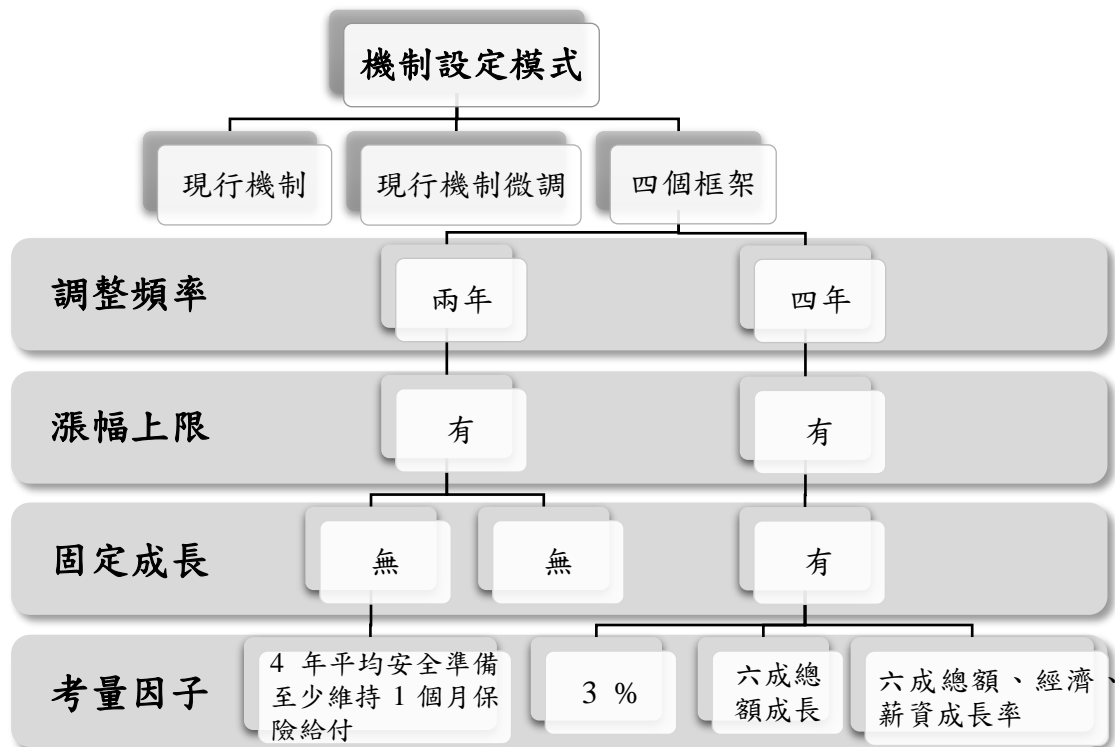 機制設定模式
現行機制
現行機制微調
四個框架
調整頻率
兩年
四年
漲幅上限
有
有
固定成長
無
無
有
考量因子
4 年平均安全準備
至少維持 1 個月保
險給付
3 %
六成總
額成長
六成總額、經濟、
薪資成長率